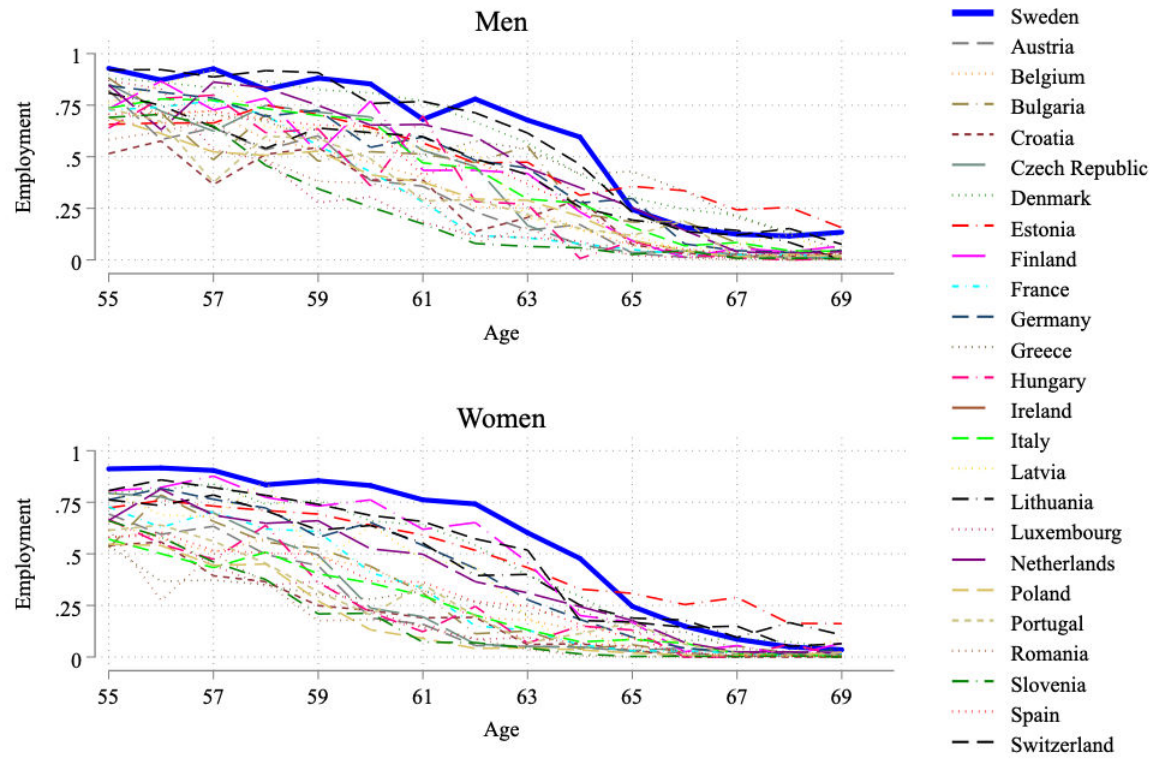 Men
1
.75
.5
.25
0
Employment
55 57 59 61 63 65 67 69
Age
Women
1
.75
.5
.25
0
Employment
55 57 59 61 63 65 67 69
Age
Sweden
Austria
Belgium
Bulgaria
Croatia
Czech Republic
Denmark
Estonia
Finland
France
Germany
Greece
Hungary
Ireland
Italy
Latvia
Lithuania
Luxembourg
Netherlands
Poland
Portugal
Romania
Slovenia
Spain
Switzerland